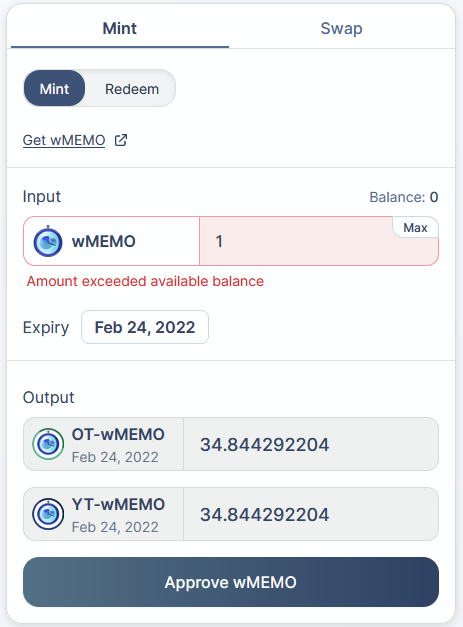 Mint Swap
Mint Redeem
Get wMEMO
Input Balance: 0
wMEMO 1 Max
Amount exceeded available balance
Expiry Feb 24, 2022
Output
OT-wMEMO
Feb 24, 2022
34.844292204
YT-wMEMO
Feb 24, 2022
34.844292204
Approve wMEMO